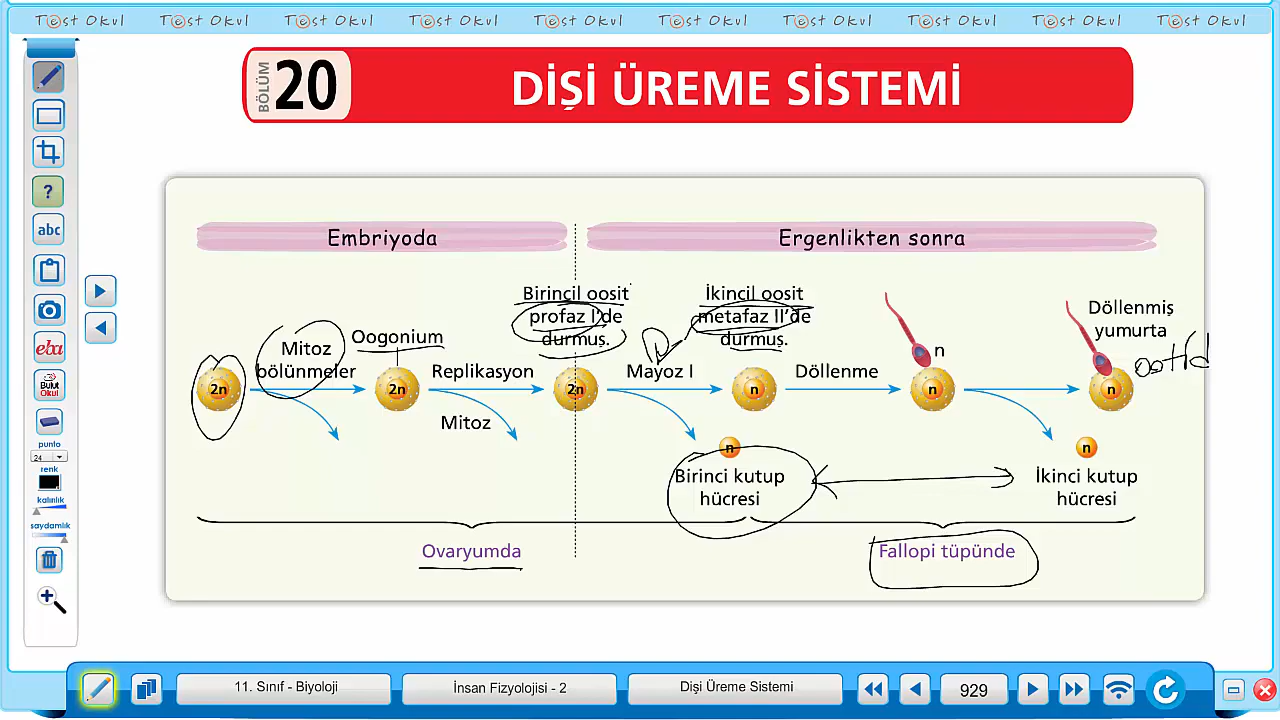 Test Okul Test Okul Test Okul Test Okul Test Okul Test Okul Test Okul Test Okul Test Okul Test Okul
BÖLÜM 20
DİŞİ ÜREME SİSTEMİ
Embriyoda
Ergenlikten sonra
Birincil oosit
profaz I'de
durmuş.
İkincil oosit
metafaz II'de
durmuş.
Döllenmiş
yumurta
ootid
Mitoz
bölünmeler
Oogonium
Replikasyon
Mitoz
Mayoz I
Döllenme
n
2n
2n
2n
n
n
n
n
Birinci kutup
hücresi
n
İkinci kutup
hücresi
Ovaryumda
Fallopi tüpünde
?
abc
eba
Bulut
Okul
punto
24
renk
kalınlık
saydamlık
11. Sınıf - Biyoloji
İnsan Fizyolojisi - 2
Dişi Üreme Sistemi
929